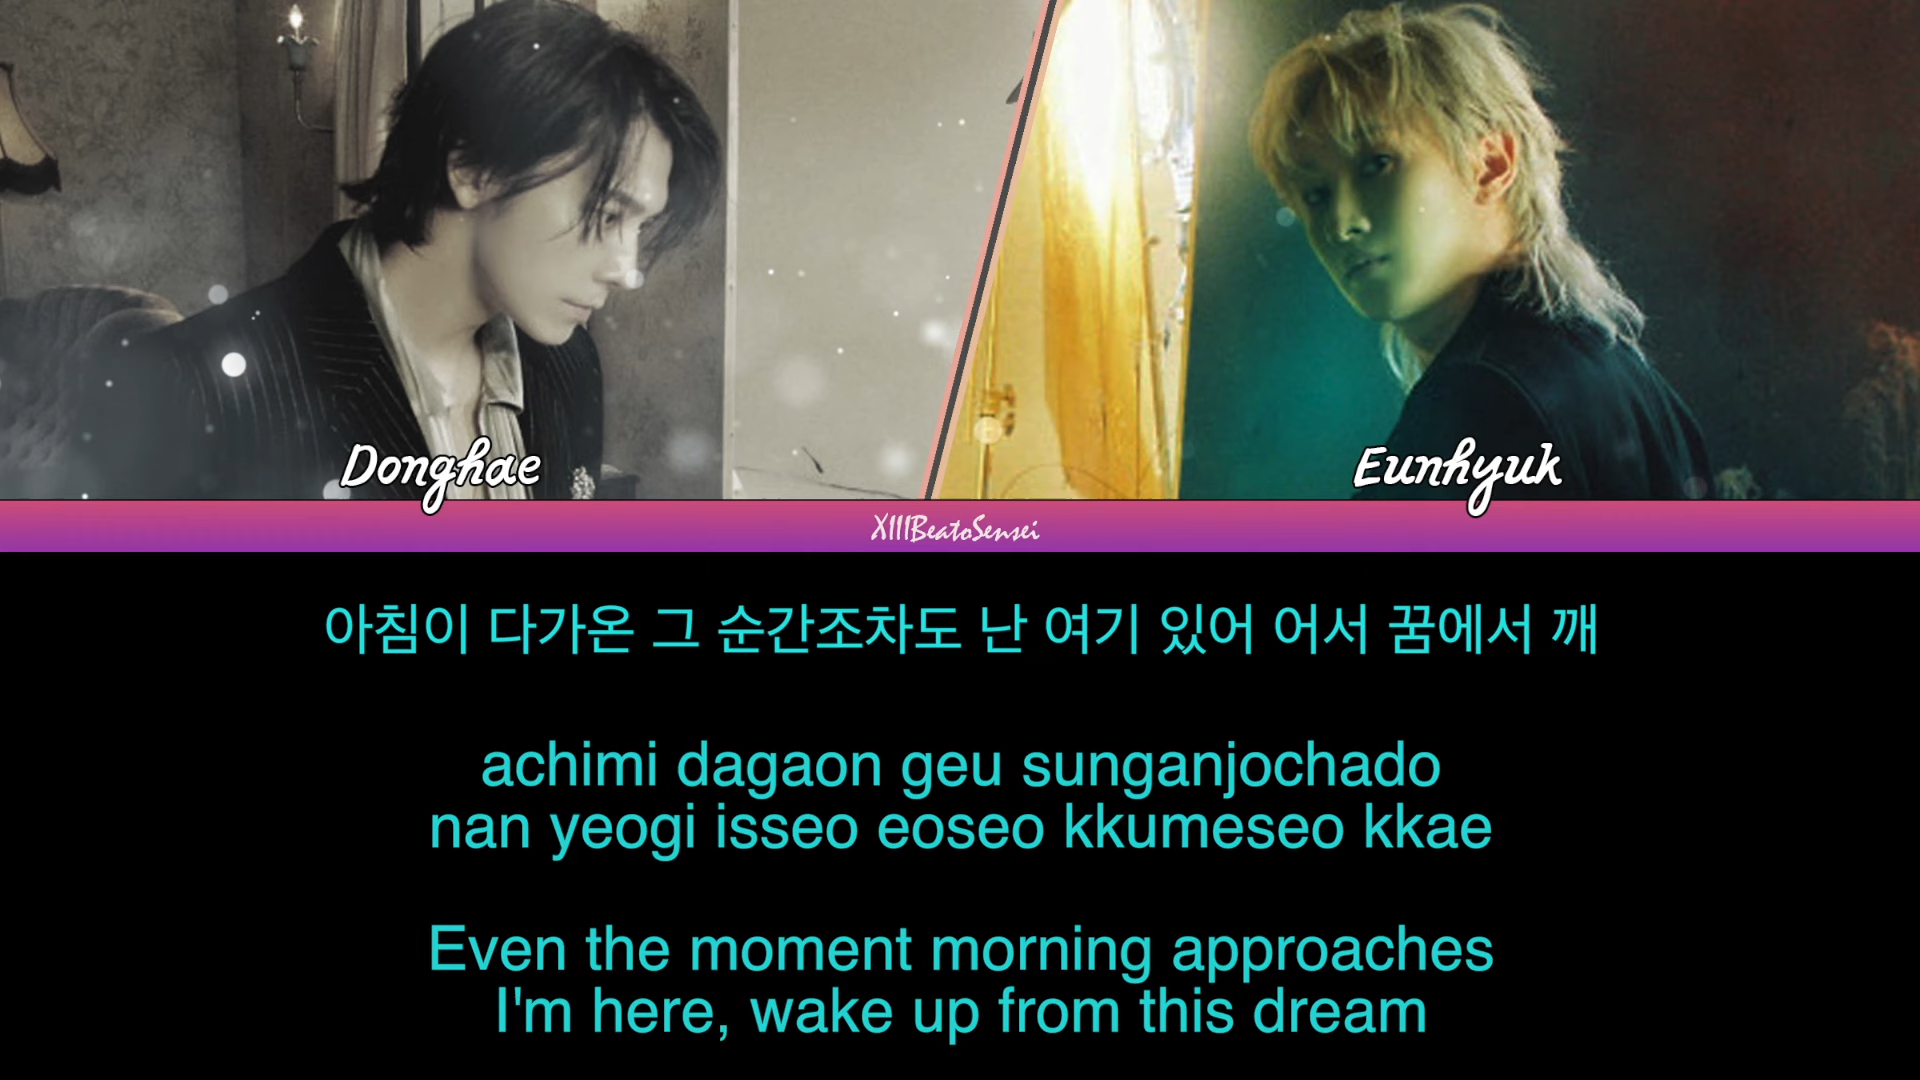 Donghae
Eunhyuk
XIIIBeatoSensei
아침이 다가온 그 순간조차도 난 여기 있어 어서 꿈에서 깨
achimi dagaon geu sunganjochado
nan yeogi isseo eoseo kkumeseo kkae
Even the moment morning approaches
I'm here, wake up from this dream